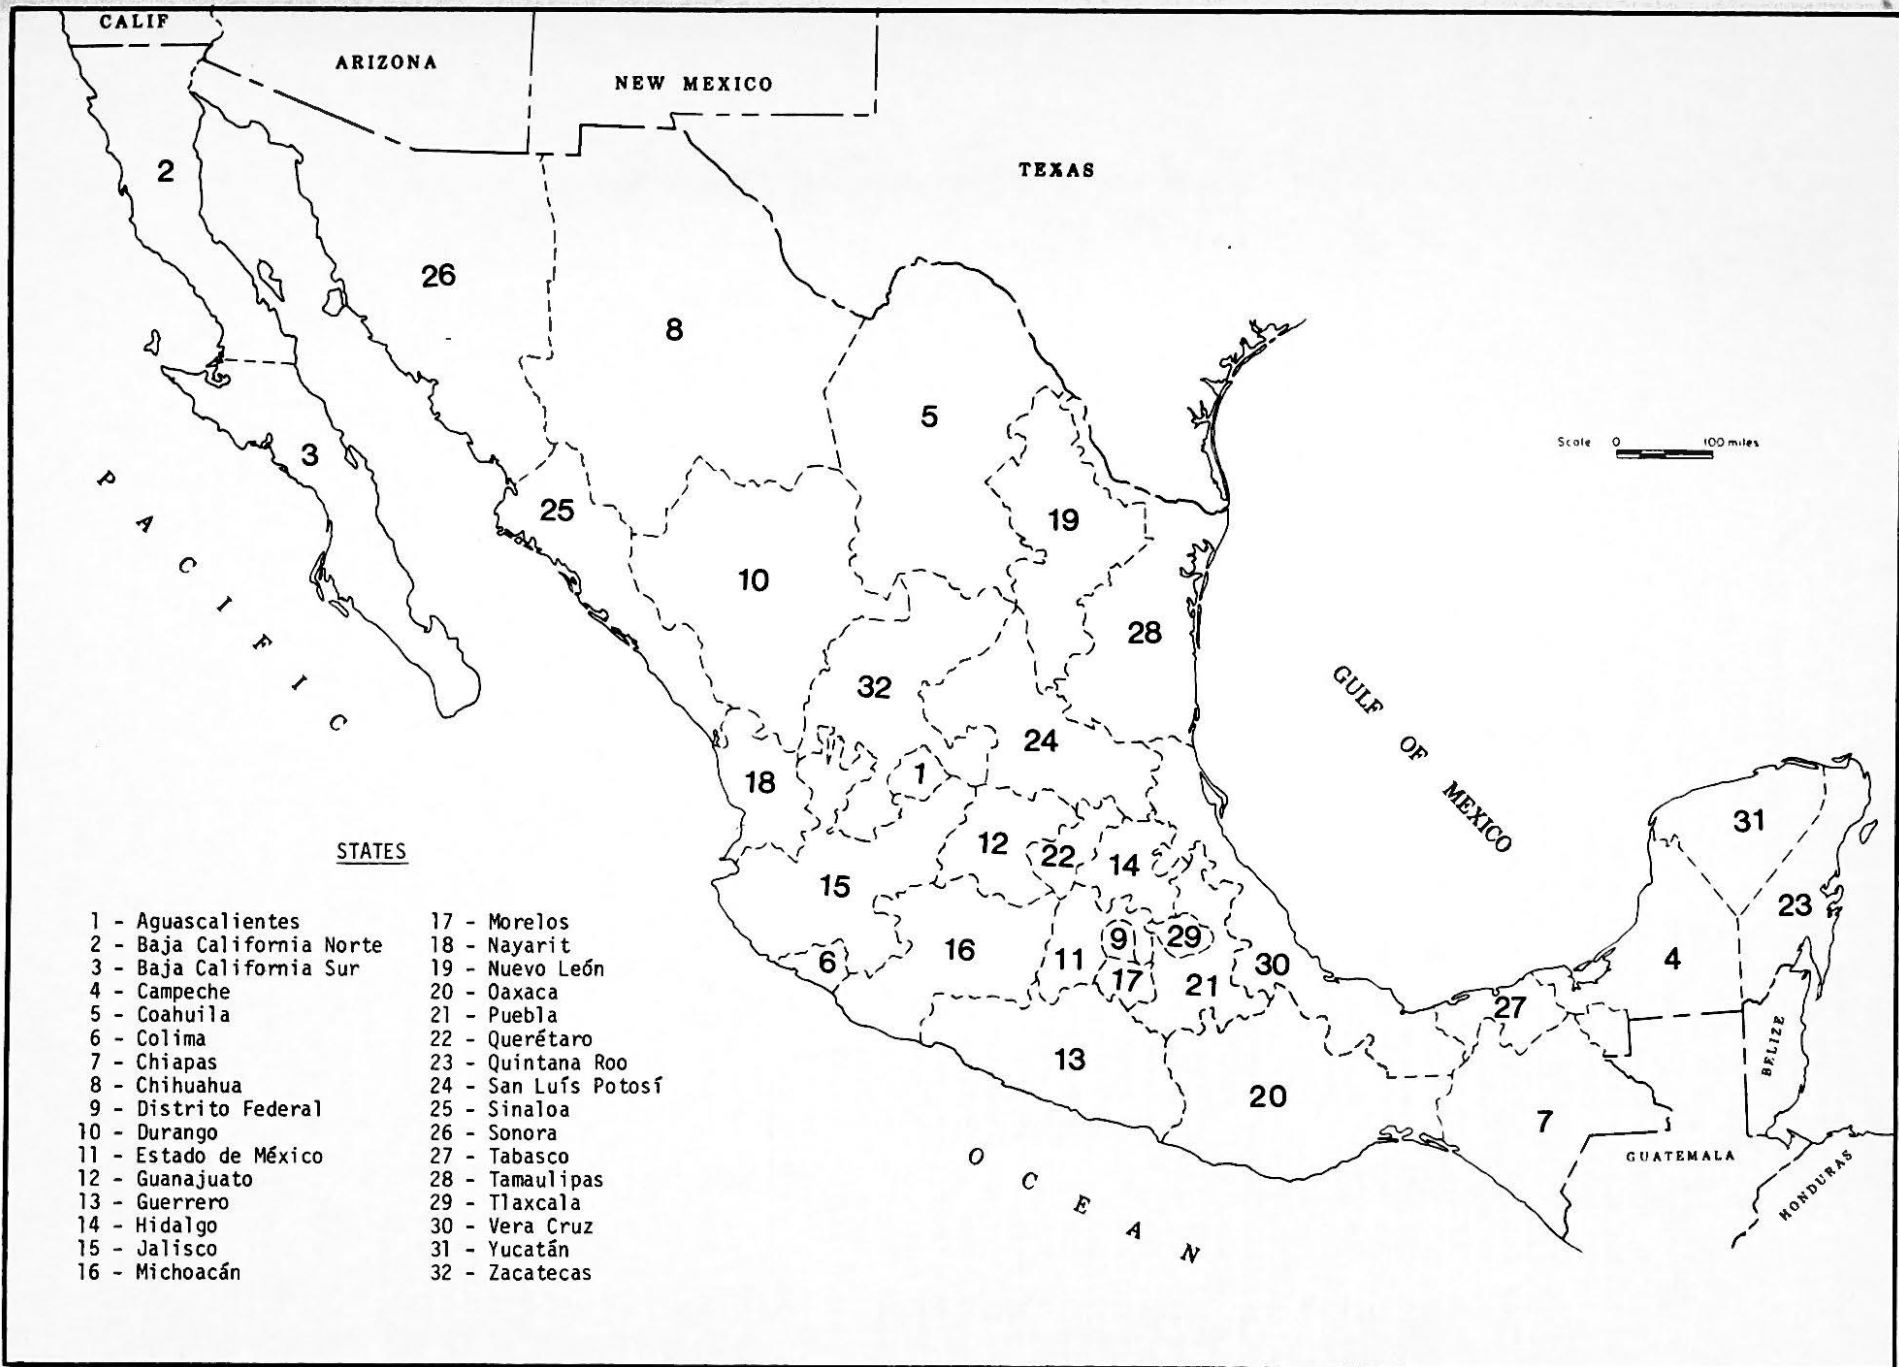 CALIF
ARIZONA
NEW MEXICO
TEXAS
2
26
8
5
3
Scale 0 100 miles
25
19
10
28
32
24
1
18
PACIFIC
GULF OF MEXICO
31
12
22
14
15
23
9
29
16
11
6
30
4
17
21
27
13
BELIZE
20
7
GUATEMALA
HONDURAS
OCEAN
STATES
1 - Aguascalientes
2 - Baja California Norte
3 - Baja California Sur
4 - Campeche
5 - Coahuila
6 - Colima
7 - Chiapas
8 - Chihuahua
9 - Distrito Federal
10 - Durango
11 - Estado de México
12 - Guanajuato
13 - Guerrero
14 - Hidalgo
15 - Jalisco
16 - Michoacán
17 - Morelos
18 - Nayarit
19 - Nuevo León
20 - Oaxaca
21 - Puebla
22 - Querétaro
23 - Quintana Roo
24 - San Luís Potosí
25 - Sinaloa
26 - Sonora
27 - Tabasco
28 - Tamaulipas
29 - Tlaxcala
30 - Vera Cruz
31 - Yucatán
32 - Zacatecas